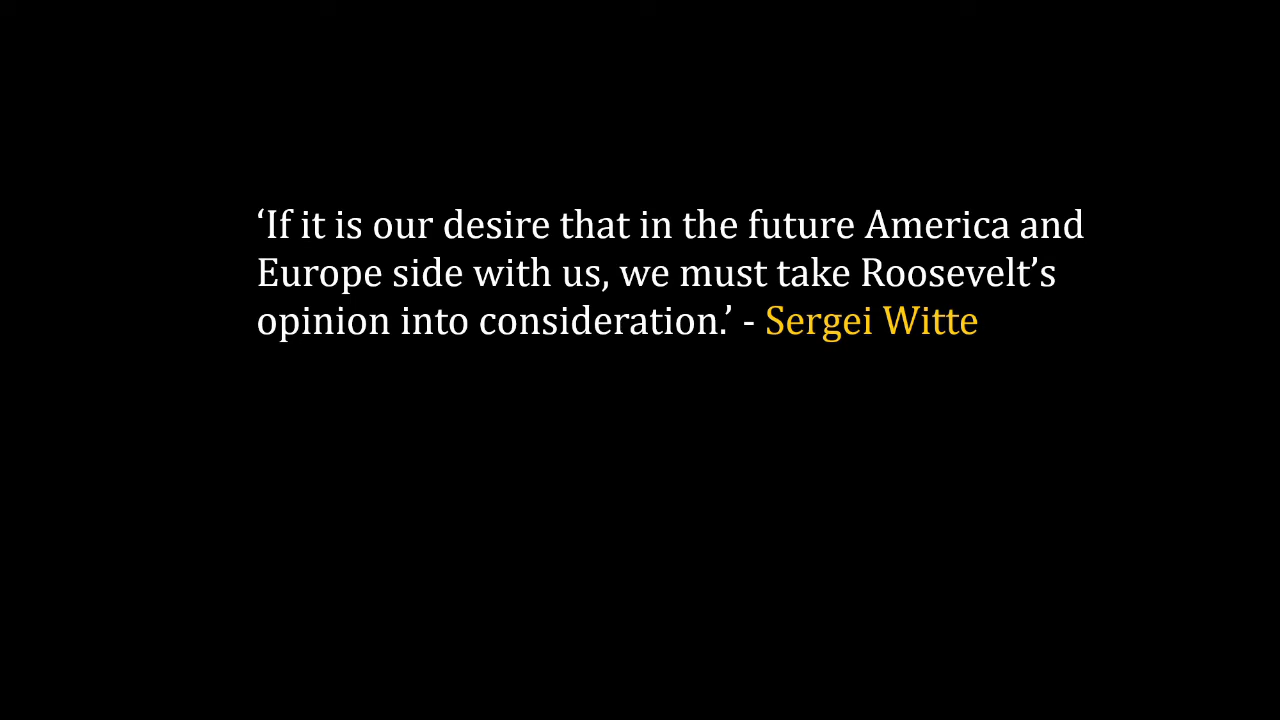 ‘If it is our desire that in the future America and
Europe side with us, we must take Roosevelt’s
opinion into consideration.’ - Sergei Witte